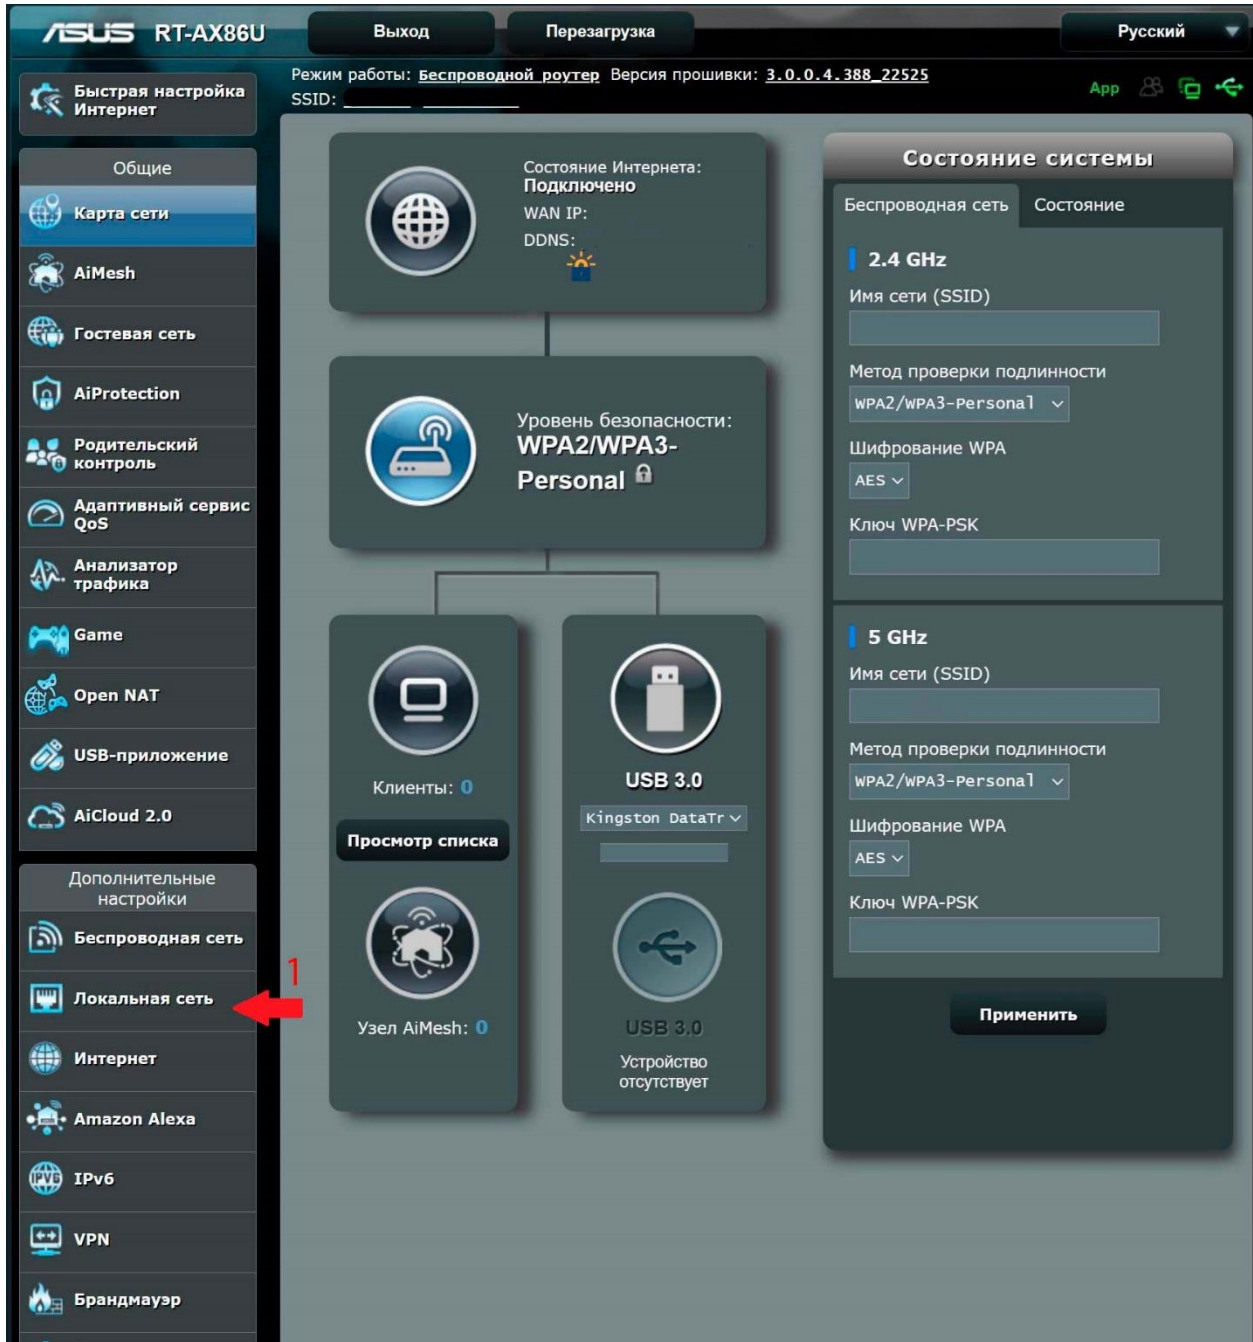 ASUS RT-AX86U
Выход
Перезагрузка
Русский
Режим работы: Беспроводной роутер Версия прошивки: 3.0.0.4.388_22525
SSID:
App
Быстрая настройка
Интернет
Общие
Карта сети
AiMesh
Гостевая сеть
AiProtection
Родительский
контроль
Адаптивный сервис
QoS
Анализатор
трафика
Game
Open NAT
USB-приложение
AiCloud 2.0
Дополнительные
настройки
Беспроводная сеть
Локальная сеть
1
Интернет
Amazon Alexa
IPv6
VPN
Брандмауэр
Состояние Интернета:
Подключено
WAN IP:
DDNS:
Уровень безопасности:
WPA2/WPA3-
Personal
Клиенты: 0
Просмотр списка
Узел AiMesh: 0
USB 3.0
Kingston DataTr
USB 3.0
Устройство
отсутствует
Состояние системы
Беспроводная сеть
Состояние
2.4 GHz
Имя сети (SSID)
Метод проверки подлинности
WPA2/WPA3-Personal
Шифрование WPA
AES
Ключ WPA-PSK
5 GHz
Имя сети (SSID)
Метод проверки подлинности
WPA2/WPA3-Personal
Шифрование WPA
AES
Ключ WPA-PSK
Применить